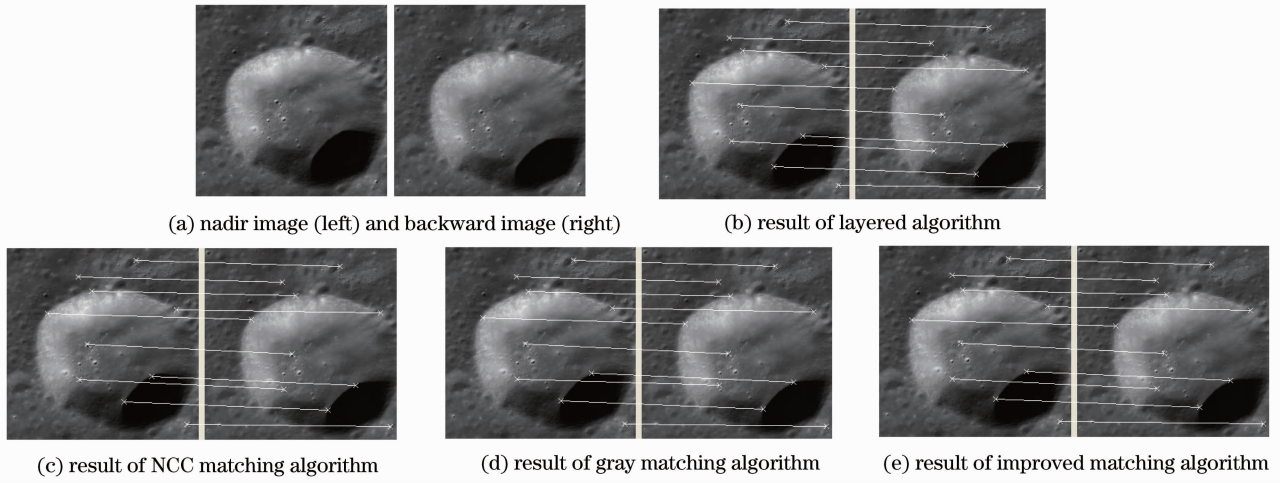 (a) nadir image (left) and backward image (right)
(b) result of layered algorithm
(c) result of NCC matching algorithm
(d) result of gray matching algorithm
(e) result of improved matching algorithm